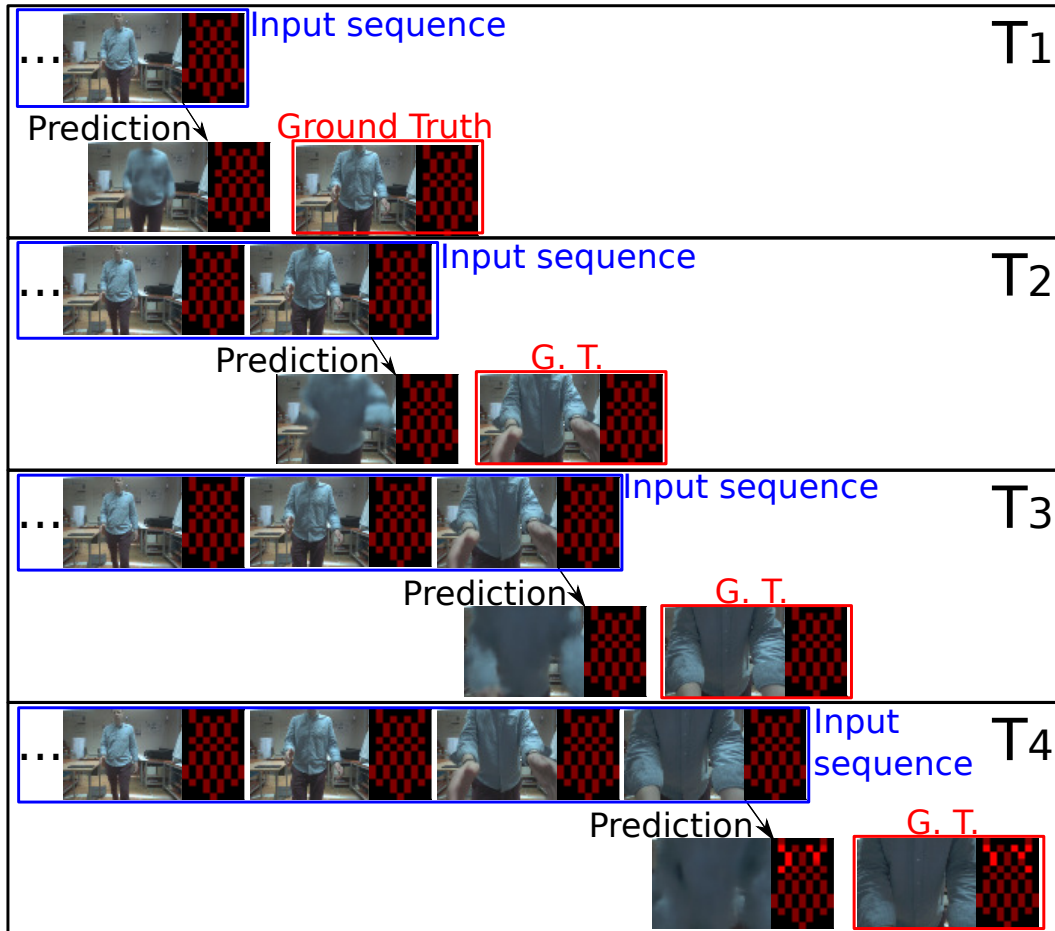 Input sequence
T1
...
Prediction
Ground Truth
Input sequence
T2
...
Prediction
G. T.
Input sequence
T3
...
Prediction
G. T.
Input
sequence
T4
...
Prediction
G. T.